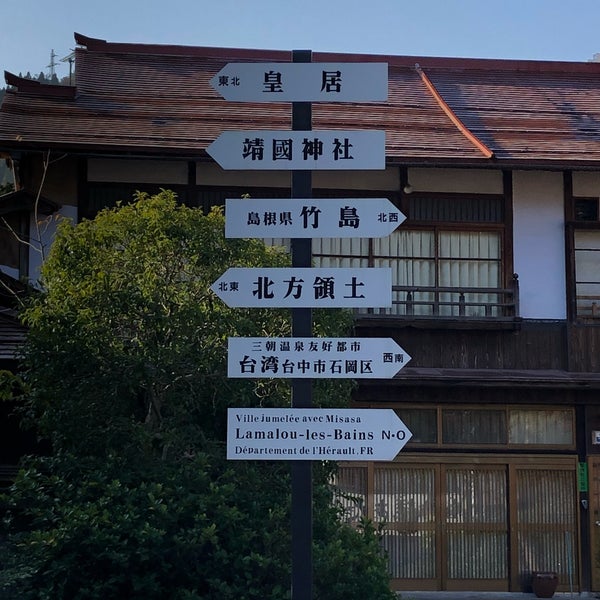 東北 皇居
靖國神社
島根県 竹島 北西
北東 北方領土
三朝温泉友好都市
台湾台中市石岡区 西南
Ville jumelée avec Misasa
Lamalou-les-Bains N•O
Département de l'Hérault.FR